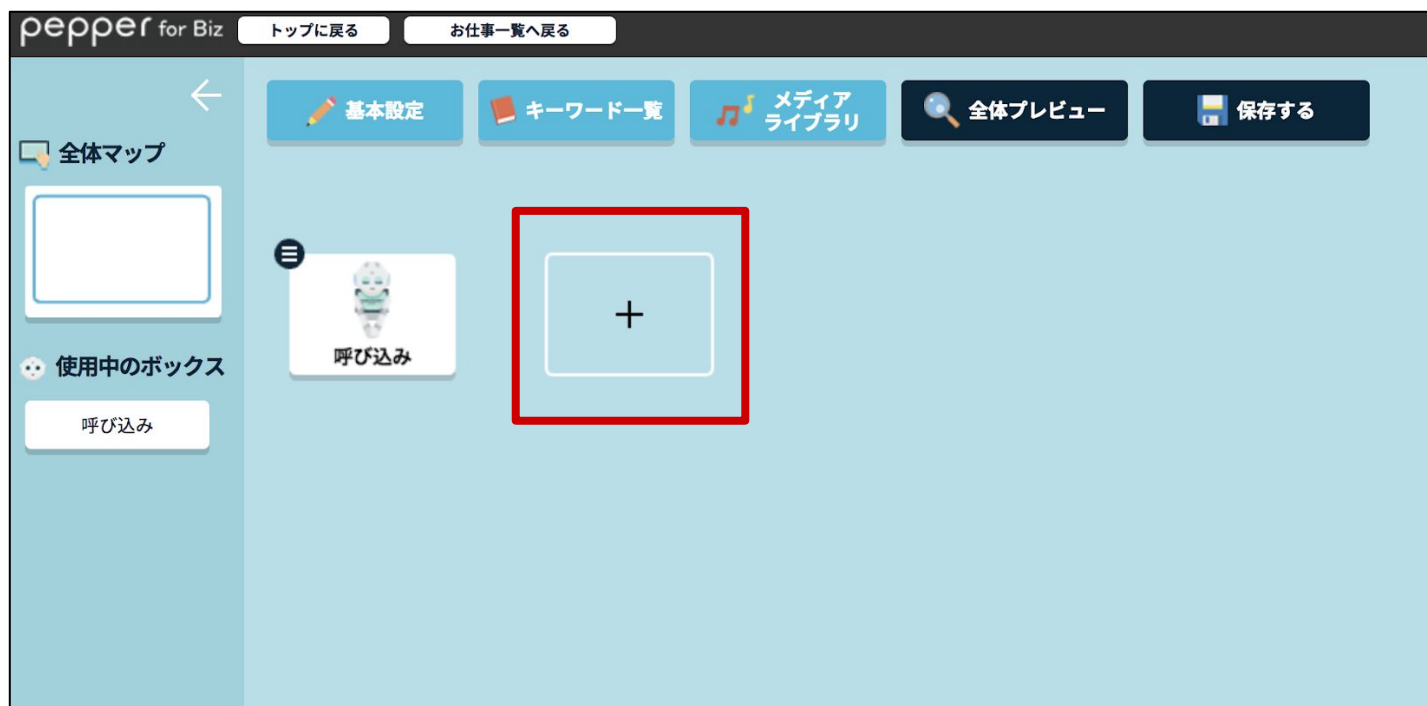 pepper for Biz
トップに戻る
お仕事一覧へ戻る
基本設定
キーワード一覧
メディア
ライブラリ
全体プレビュー
保存する
全体マップ
呼び込み
+
使用中のボックス
呼び込み